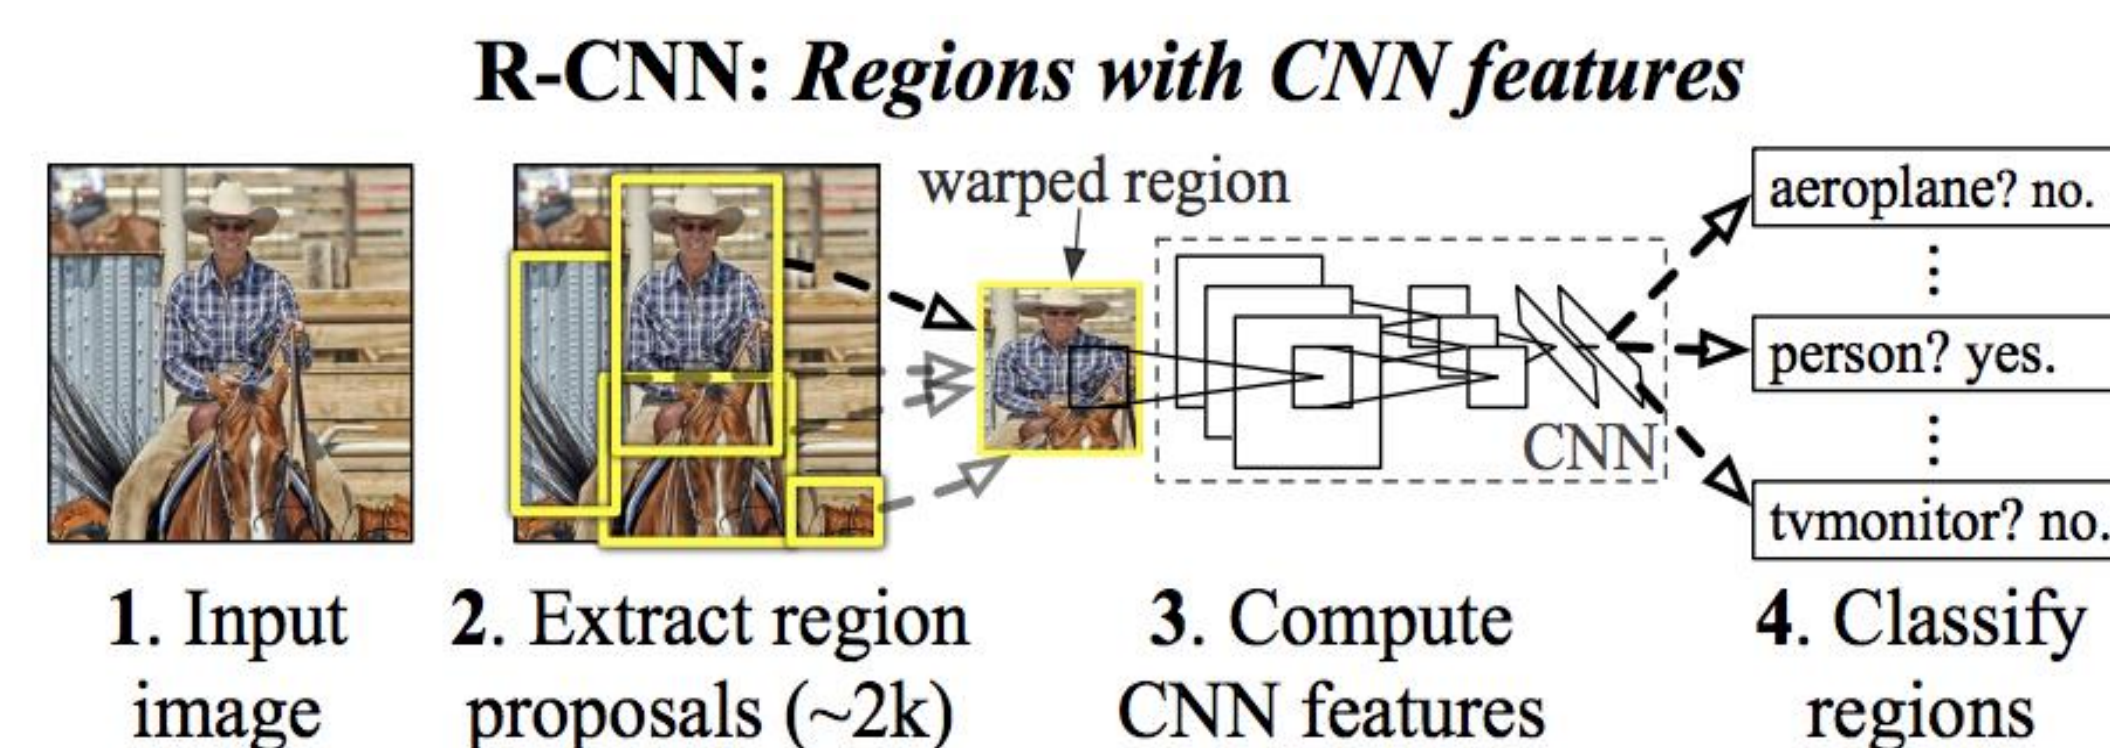 R-CNN: Regions with CNN features
warped region
aeroplane? no.
person? yes.
CNN
tvmonitor? no.
1. Input
image
2. Extract region
proposals (~2k)
3. Compute
CNN features
4. Classify
regions